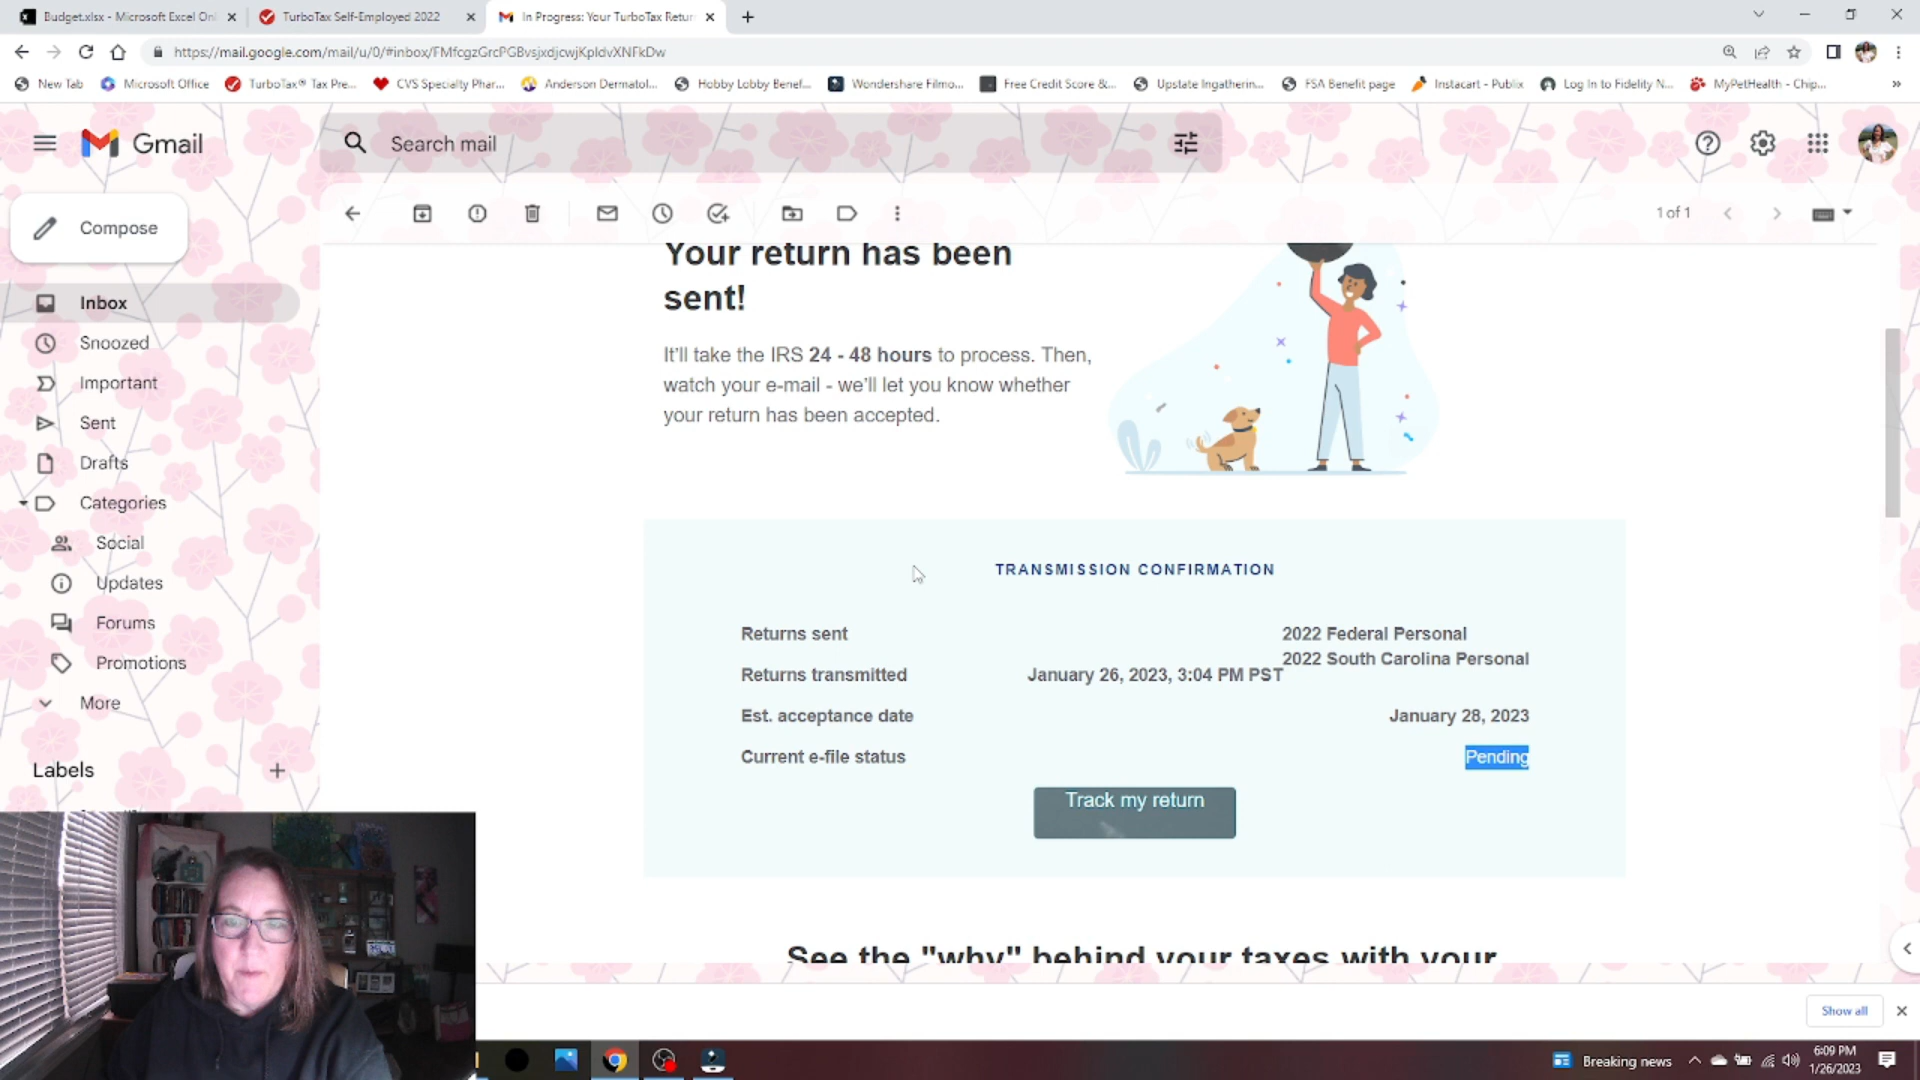 Budget.xlsx - Microsoft Excel Onl
TurboTax Self-Employed 2022
In Progress: Your TurboTax Retur
https://mail.google.com/mail/u/0/#inbox/FMfcgzGrcPGBvsjxdjcwjKpIdvXNFkDw
New Tab
Microsoft Office
TurboTax® Tax Pre...
CVS Specialty Phar...
Anderson Dermatol...
Hobby Lobby Benef...
Wondershare Filmo...
Free Credit Score &...
Upstate Ingatherin...
FSA Benefit page
Instacart - Publix
Log In to Fidelity N...
MyPetHealth - Chip...
Gmail
Search mail
Compose
1 of 1
Inbox
Snoozed
Important
Sent
Drafts
Categories
Social
Updates
Forums
Promotions
More
Labels
Your return has been
sent!
It'll take the IRS 24 - 48 hours to process. Then,
watch your e-mail - we'll let you know whether
your return has been accepted.
TRANSMISSION CONFIRMATION
Returns sent
2022 Federal Personal
2022 South Carolina Personal
Returns transmitted
January 26, 2023, 3:04 PM PST
Est. acceptance date
January 28, 2023
Current e-file status
Pending
Track my return
See the "why" behind your taxes with your
Show all
Breaking news
6:09 PM
1/26/2023